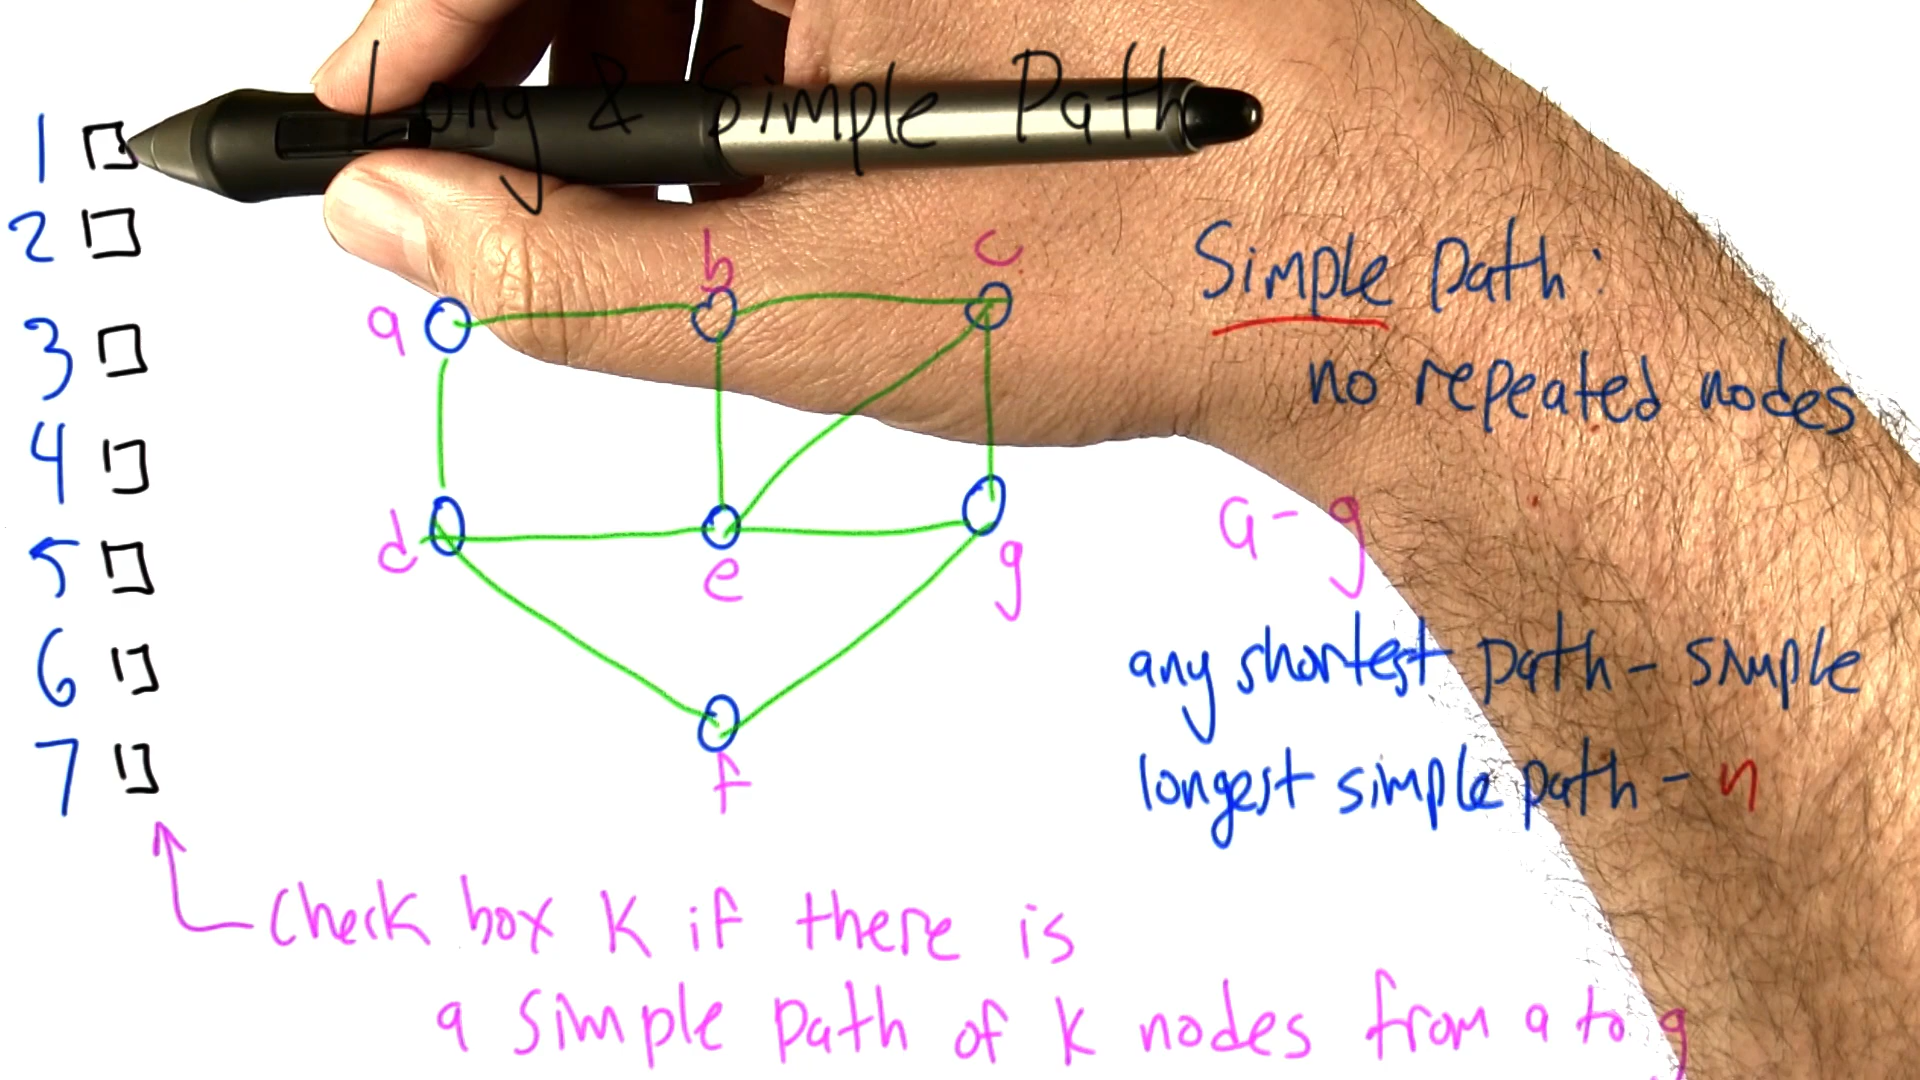 Long & Simple Path
1
2
3
4
5
6
7
a
b
c
d
e
g
f
Simple path:
no repeated nodes
a - g
any shortest path - simple
longest simple path - n
Check box k if there is
a simple path of k nodes from a to g